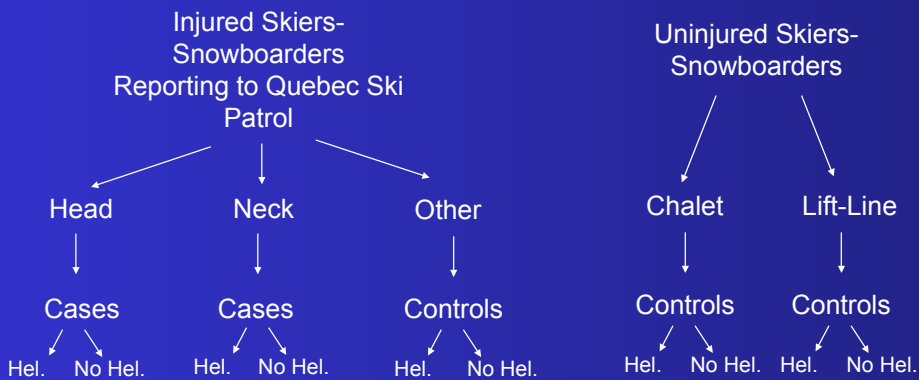 Injured Skiers-
Snowboarders
Reporting to Quebec Ski
Patrol
Uninjured Skiers-
Snowboarders
Head
Neck
Other
Chalet
Lift-Line
Cases
Cases
Controls
Controls
Controls
Hel.
No Hel.
Hel.
No Hel.
Hel.
No Hel.
Hel.
No Hel.
Hel.
No Hel.